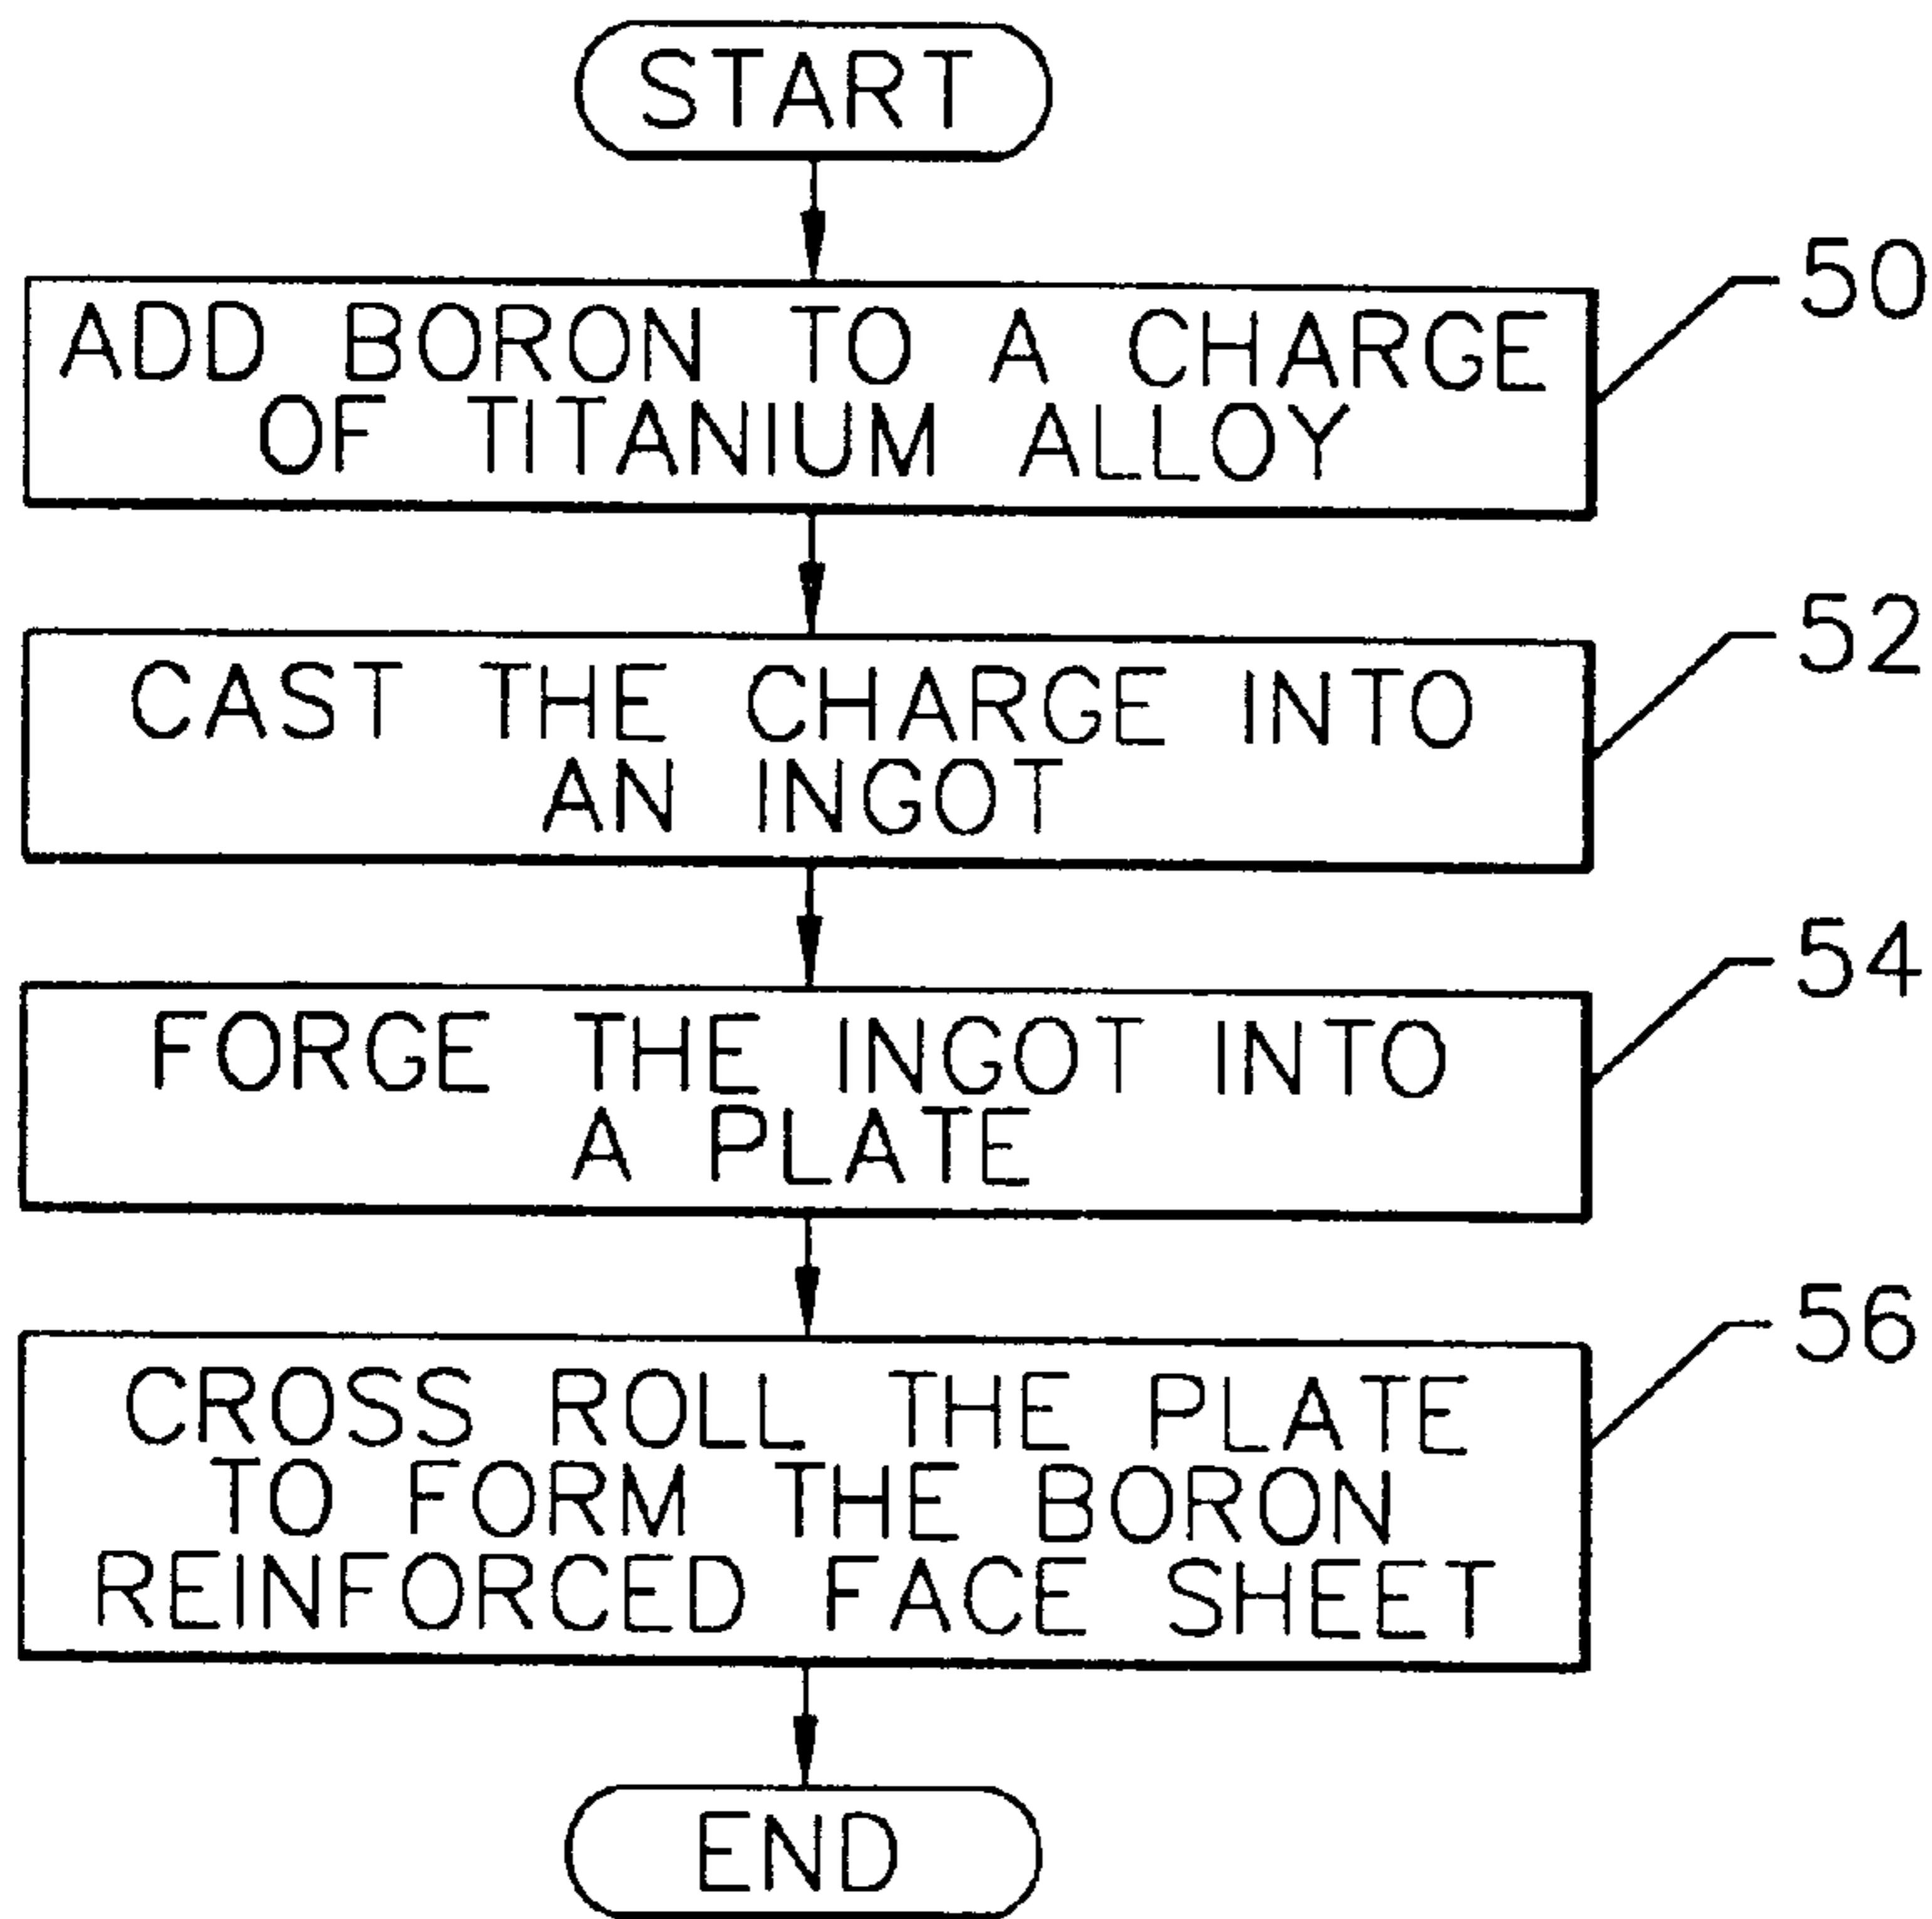 START
50
ADD BORON TO A CHARGE
OF TITANIUM ALLOY
52
CAST THE CHARGE INTO
AN INGOT
54
FORGE THE INGOT INTO
A PLATE
56
CROSS ROLL THE PLATE
TO FORM THE BORON
REINFORCED FACE SHEET
END